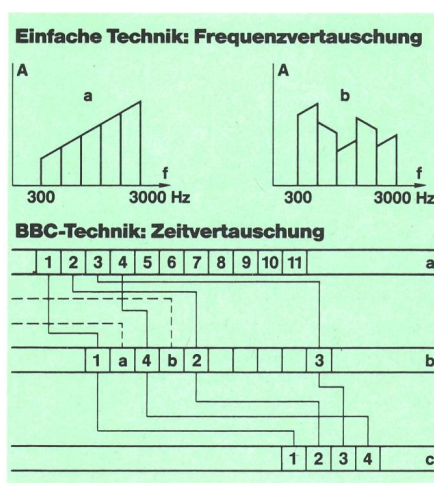 Einfache Technik: Frequenzvertauschung
A
a
f
300 3000 Hz
A
b
f
300 3000 Hz
BBC-Technik: Zeitvertauschung
1 2 3 4 5 6 7 8 9 10 11 a
1 a 4 b 2 3 b
1 2 3 4 c